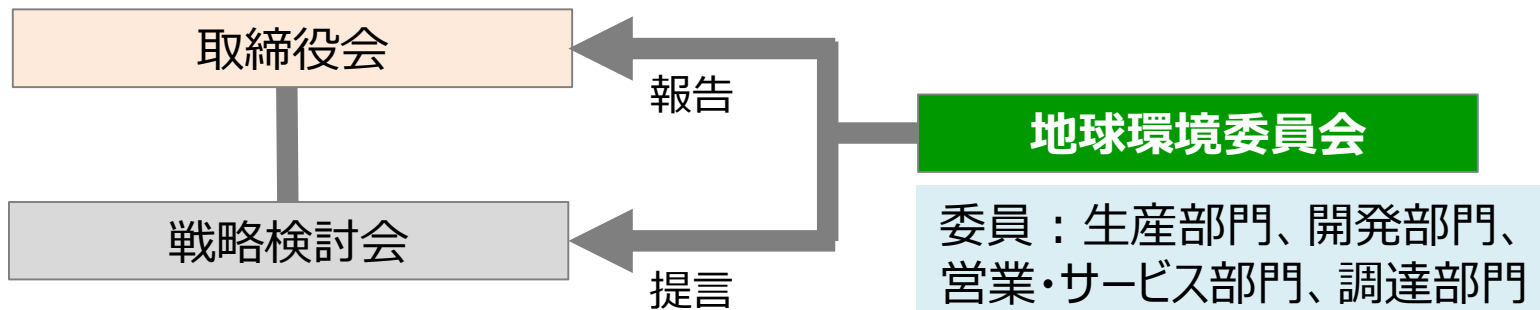 取締役会
報告
地球環境委員会
戦略検討会
提言
委員：生産部門、開発部門、
営業・サービス部門、調達部門